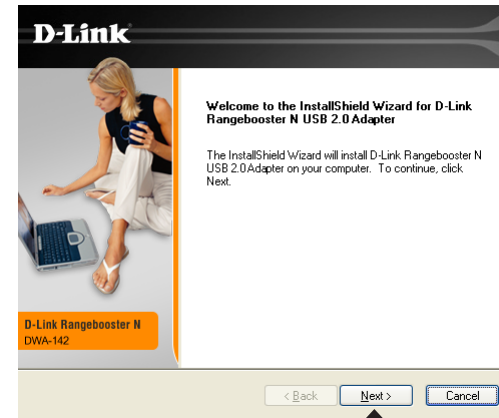 D-Link
Welcome to the InstallShield Wizard for D-Link
Rangebooster N USB 2.0 Adapter
The InstallShield Wizard will install D-Link Rangebooster N
USB 2.0 Adapter on your computer. To continue, click
Next.
D-Link Rangebooster N
DWA-142
< Back
Next >
Cancel